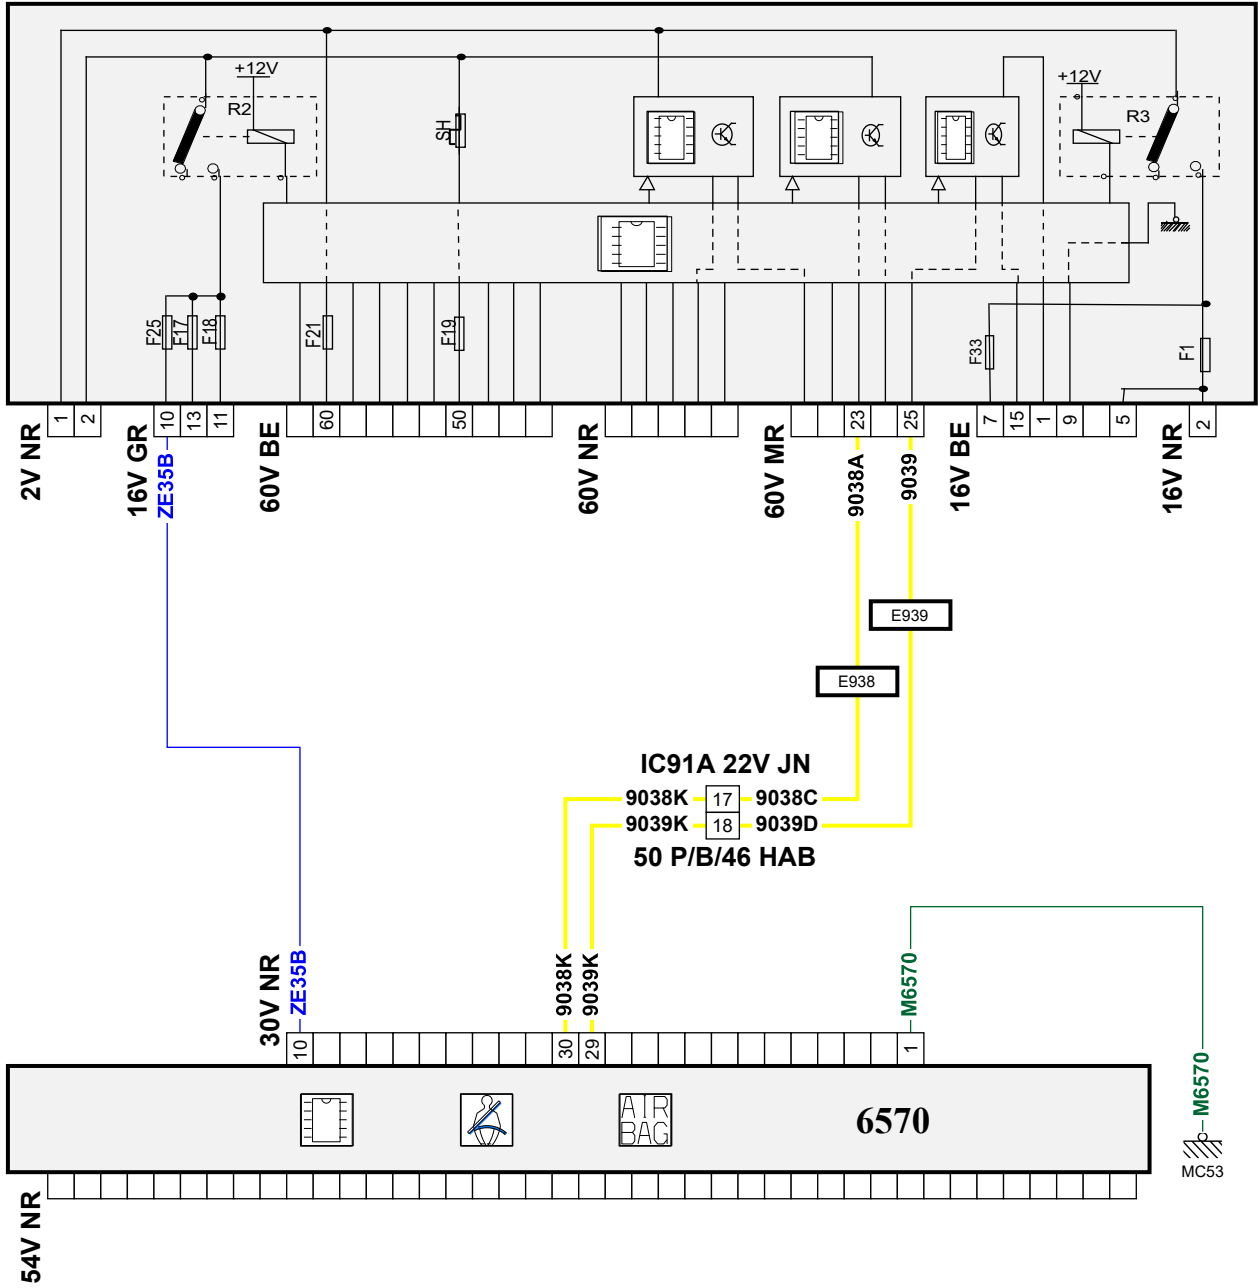 +12V
+12V
R2
R3
SH
F25
F17
F18
F21
F19
F33
F1
1
2
10
13
11
60
50
23
25
7
15
1
9
5
2
2V NR
16V GR
60V BE
60V NR
60V MR
16V BE
16V NR
ZE35B
9038A
9039
E939
E938
IC91A 22V JN
9038K 17 9038C
9039K 18 9039D
50 P/B/46 HAB
30V NR
ZE35B
9038K
9039K
M6570
10
30
29
1
M6570
AIR
BAG
6570
MC53
54V NR